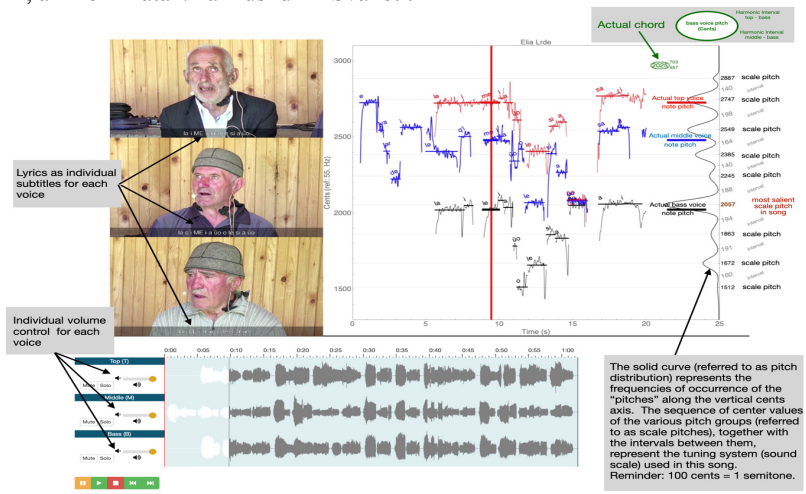 Actual chord
bass voice pitch
(Cents)
Harmonic Interval
top - bass
Harmonic Interval
middle - bass
Elia Lrde
3000
2500
2000
1500
Cents (ref: 55, Hz)
2025
703
457
2887 scale pitch
140 interval
2747 scale pitch
198
2549 scale pitch
164
2385 scale pitch
140
2245 scale pitch
188
2057 most salient
scale pitch
in song
194
1863 scale pitch
191
1672 scale pitch
160 interval
1512 scale pitch
Actual top voice
note pitch
Actual middle voice
note pitch
Actual bass voice
note pitch
0 5 10 15 20 25
Time (s)
Lyrics as individual
subtitles for each
voice
Individual volume
control for each
voice
0:00 0:05 0:10 0:15 0:20 0:25 0:30 0:35 0:40 0:45 0:50 0:55 1:00
Top (T)
Mute Solo
Middle (M)
Mute Solo
Bass (B)
Mute Solo
The solid curve (referred to as pitch
distribution) represents the
frequencies of occurrence of the
“pitches” along the vertical cents
axis. The sequence of center values
of the various pitch groups (referred
to as scale pitches), together with
the intervals between them,
represent the tuning system (sound
scale) used in this song.
Reminder: 100 cents = 1 semitone.